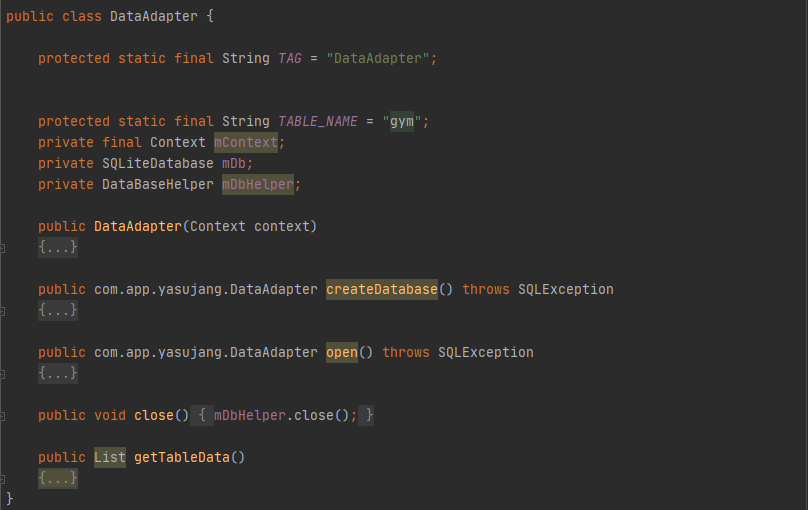 public class DataAdapter {
protected static final String TAG = "DataAdapter";
protected static final String TABLE_NAME = "gym";
private final Context mContext;
private SQLiteDatabase mDb;
private DataBaseHelper mDbHelper;
public DataAdapter(Context context)
{...}
public com.app.yasujang.DataAdapter createDatabase() throws SQLException
{...}
public com.app.yasujang.DataAdapter open() throws SQLException
{...}
public void close() { mDbHelper.close(); }
public List getTableData()
{...}
}